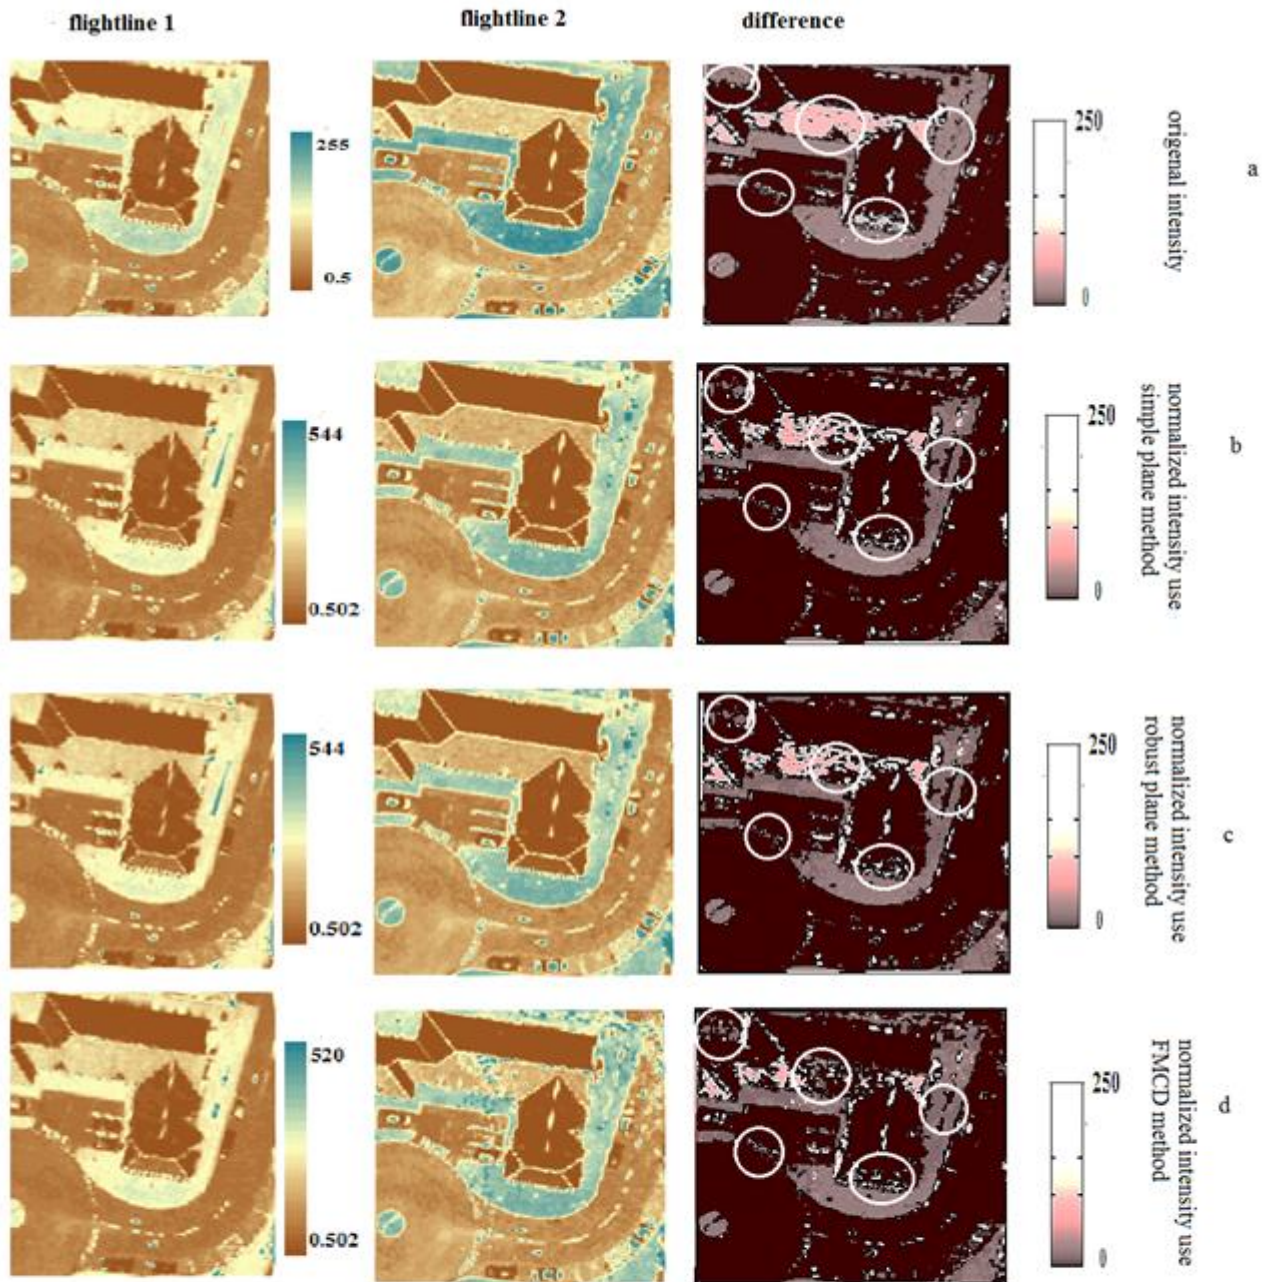 flightline 1
flightline 2
difference
255
0.5
250
0
origenal intensity
a
544
0.502
250
0
normalized intensity use
simple plane method
b
544
0.502
250
0
normalized intensity use
robust plane method
c
520
0.502
250
0
normalized intensity use
FMCD method
d